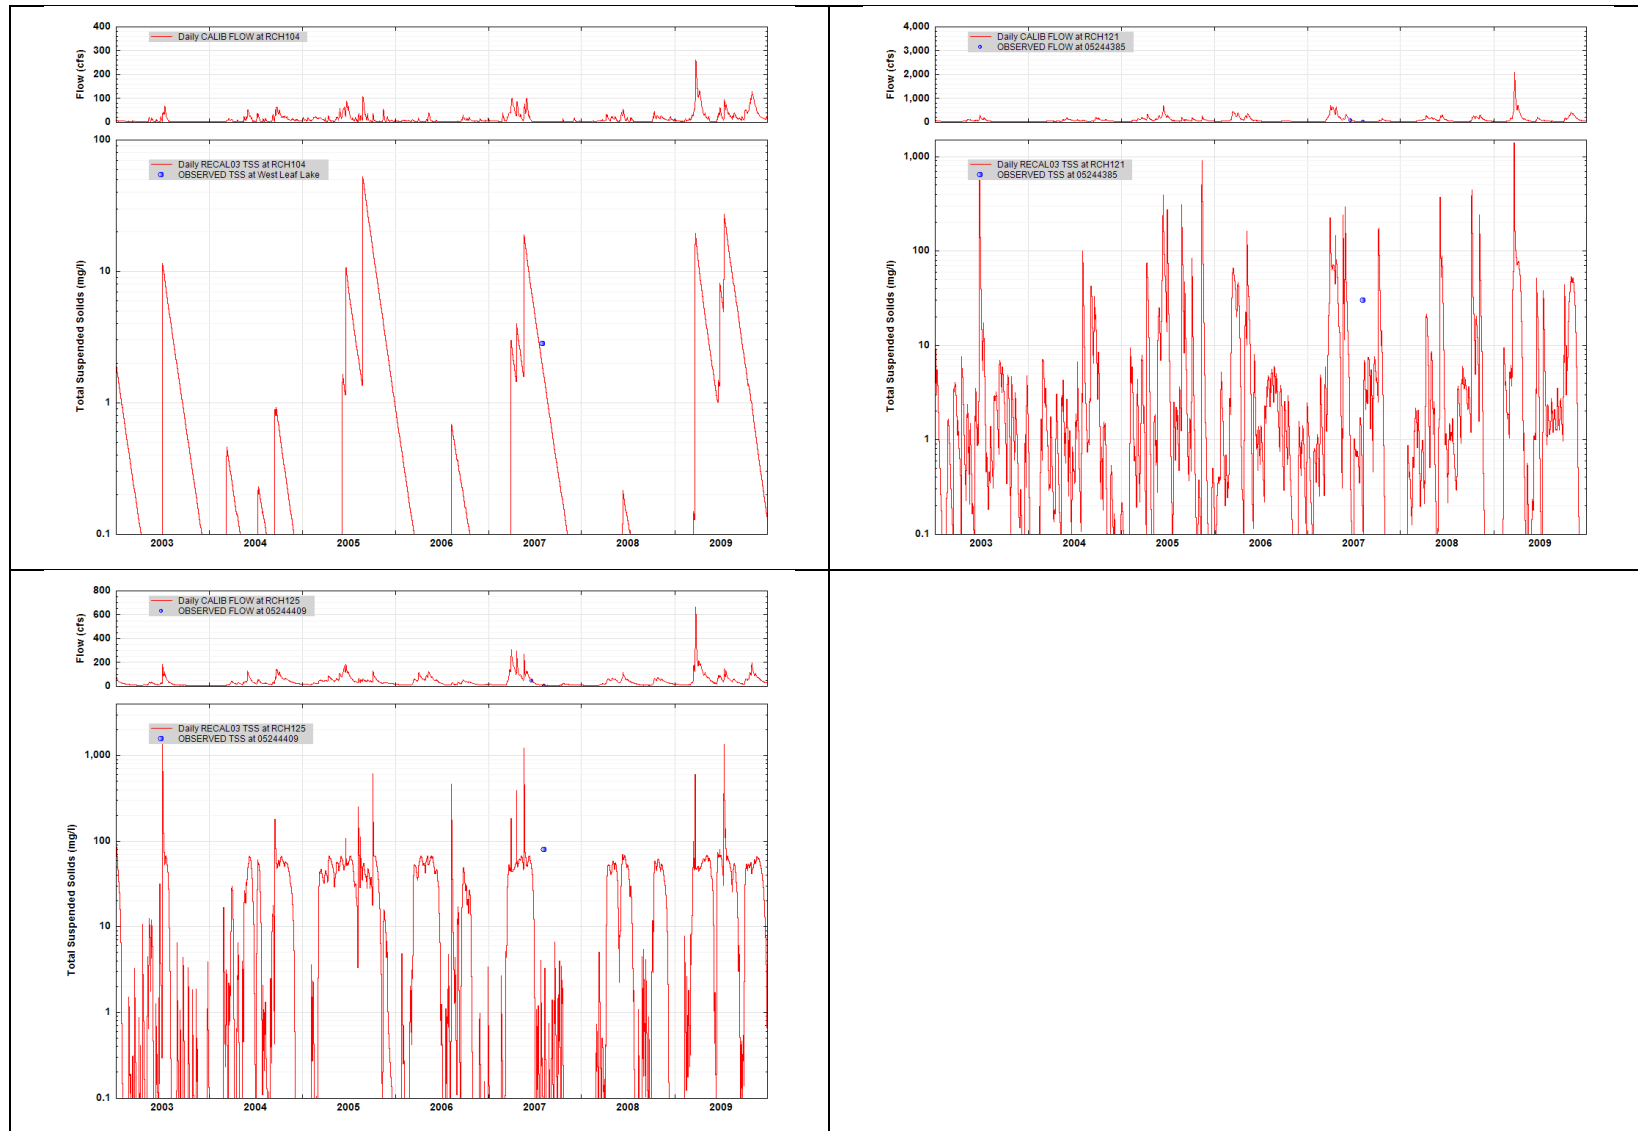 400
300
200
100
0
Flow (cfs)
Daily CALIB FLOW at RCH104
100
10
1
0.1
Total Suspended Solids (mg/l)
Daily RECAL03 TSS at RCH104
OBSERVED TSS at West Leaf Lake
2003 2004 2005 2006 2007 2008 2009
4,000
3,000
2,000
1,000
0
Flow (cfs)
Daily CALIB FLOW at RCH121
OBSERVED FLOW at 05244385
1,000
100
10
1
0.1
Total Suspended Solids (mg/l)
Daily RECAL03 TSS at RCH121
OBSERVED TSS at 05244385
2003 2004 2005 2006 2007 2008 2009
800
600
400
200
0
Flow (cfs)
Daily CALIB FLOW at RCH125
OBSERVED FLOW at 05244409
1,000
100
10
1
0.1
Total Suspended Solids (mg/l)
Daily RECAL03 TSS at RCH125
OBSERVED TSS at 05244409
2003 2004 2005 2006 2007 2008 2009